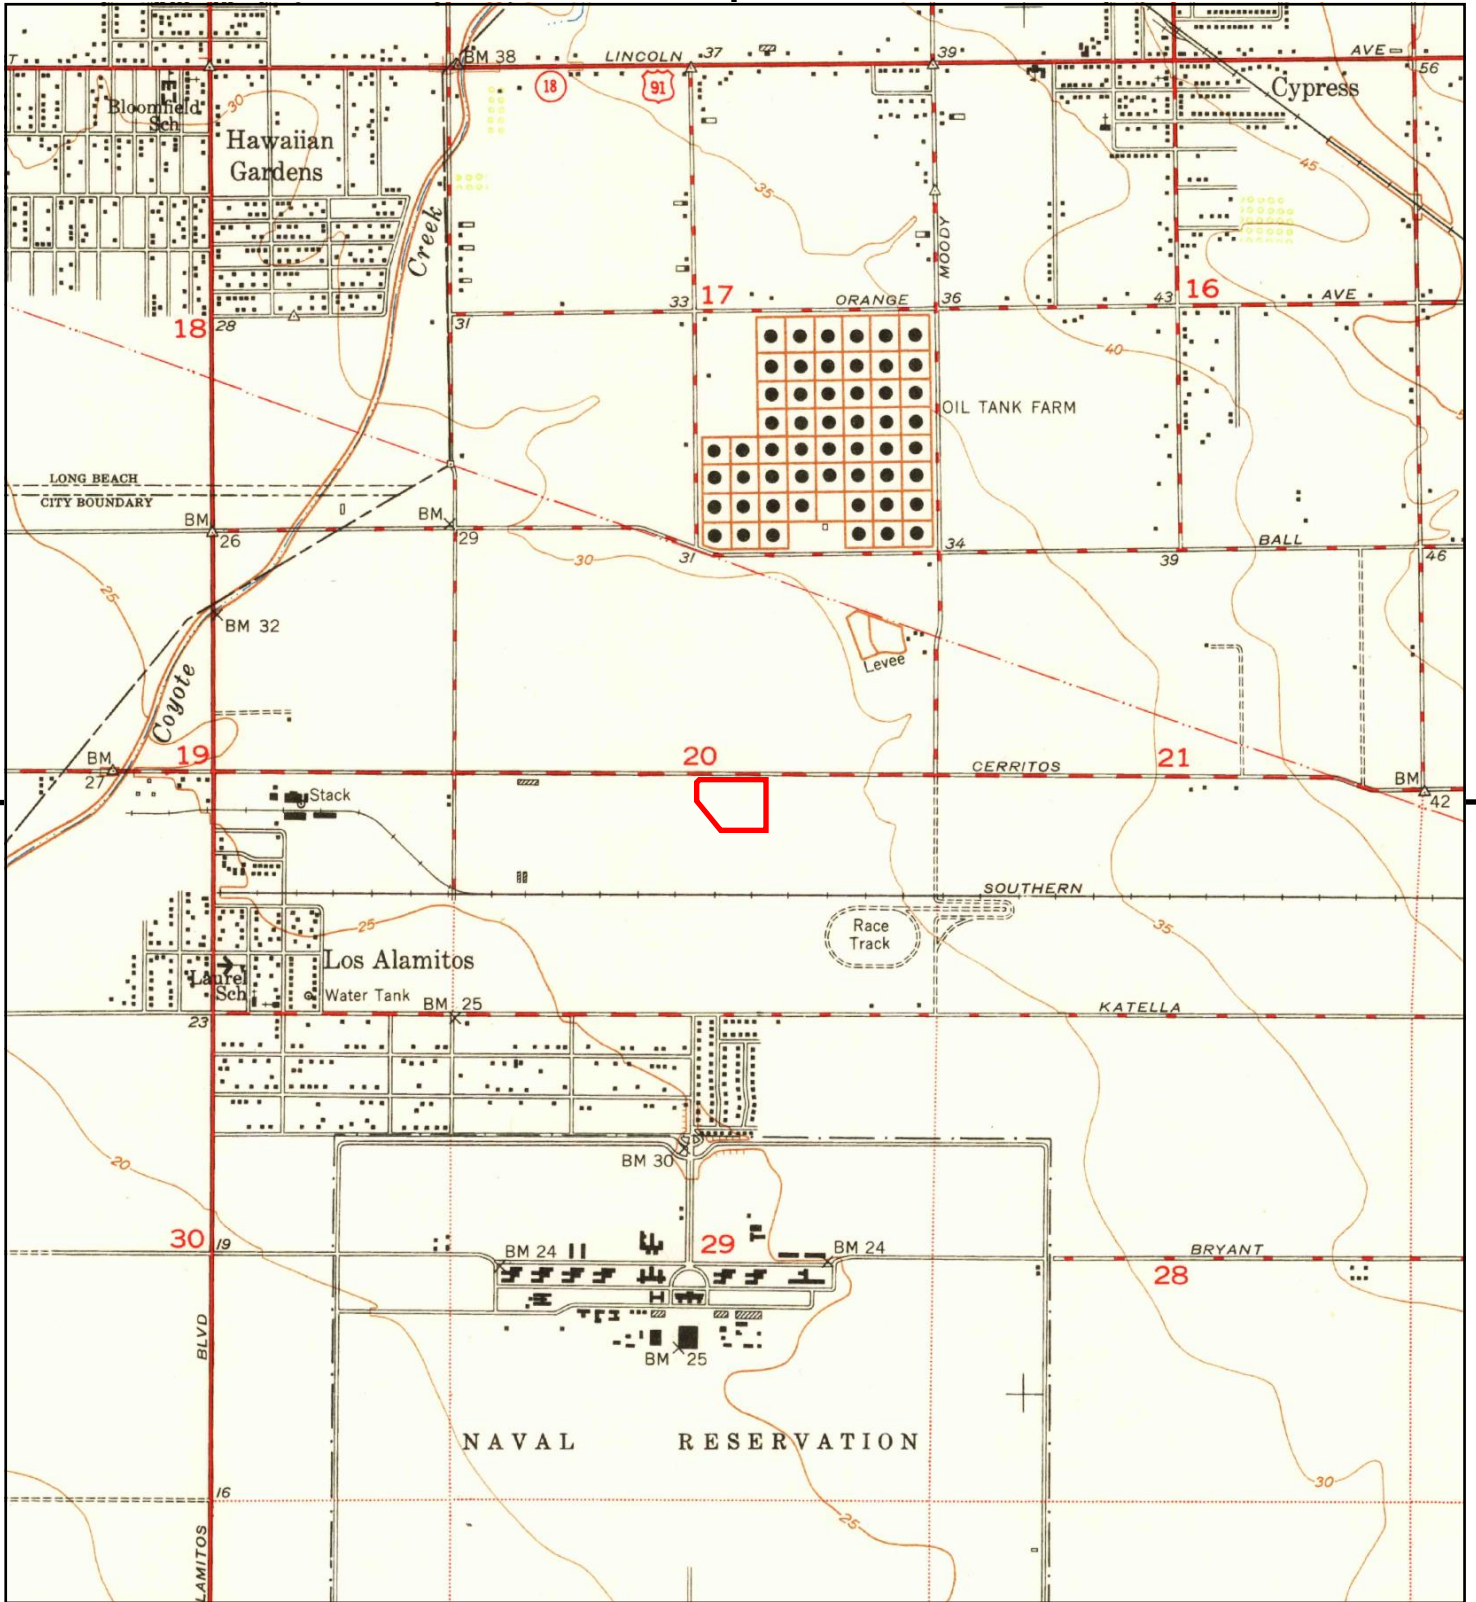 T
BM 38
LINCOLN
37
39
AVE
56
18
91
Bloomfield
Sch
30
Hawaiian
Gardens
Cypress
45
35
Creek
MOODY
33
17
ORANGE
36
43
16
AVE
18
28
31
40
OIL TANK FARM
LONG BEACH
CITY BOUNDARY
BM
26
BM
29
30
31
34
39
BALL
46
25
BM 32
Levee
Coyote
19
20
21
BM
27
CERRITOS
BM
42
Stack
SOUTHERN
25
Race
Track
35
Los Alamitos
Laurel
Sch
Water Tank
BM 25
23
KATELLA
BM 30
20
30
19
BM 24
29
BM 24
BRYANT
28
BLVD
BM 25
NAVAL RESERVATION
30
16
25
LAMITOS